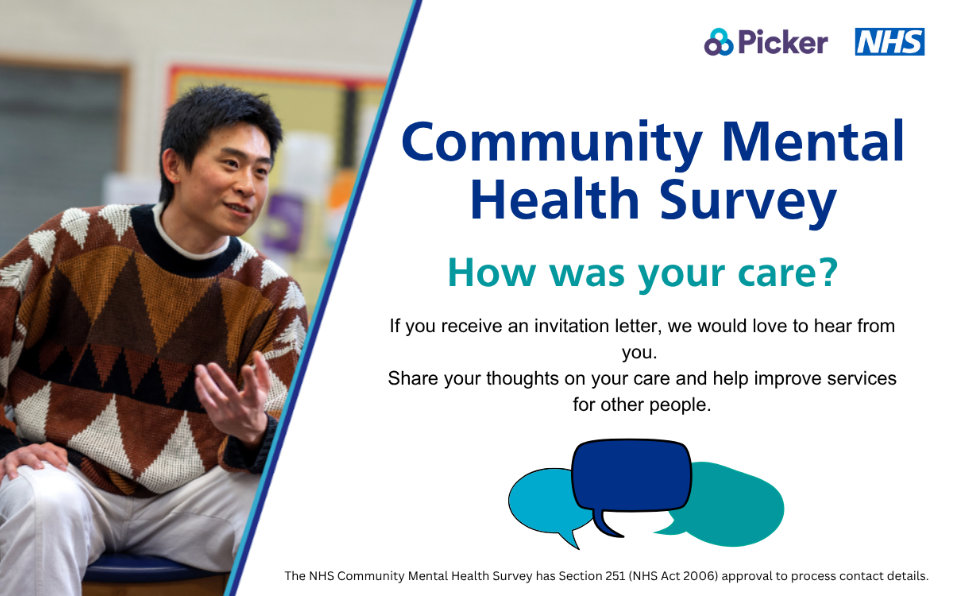 Picker NHS
Community Mental
Health Survey
How was your care?
If you receive an invitation letter, we would love to hear from
you.
Share your thoughts on your care and help improve services
for other people.
The NHS Community Mental Health Survey has Section 251 (NHS Act 2006) approval to process contact details.